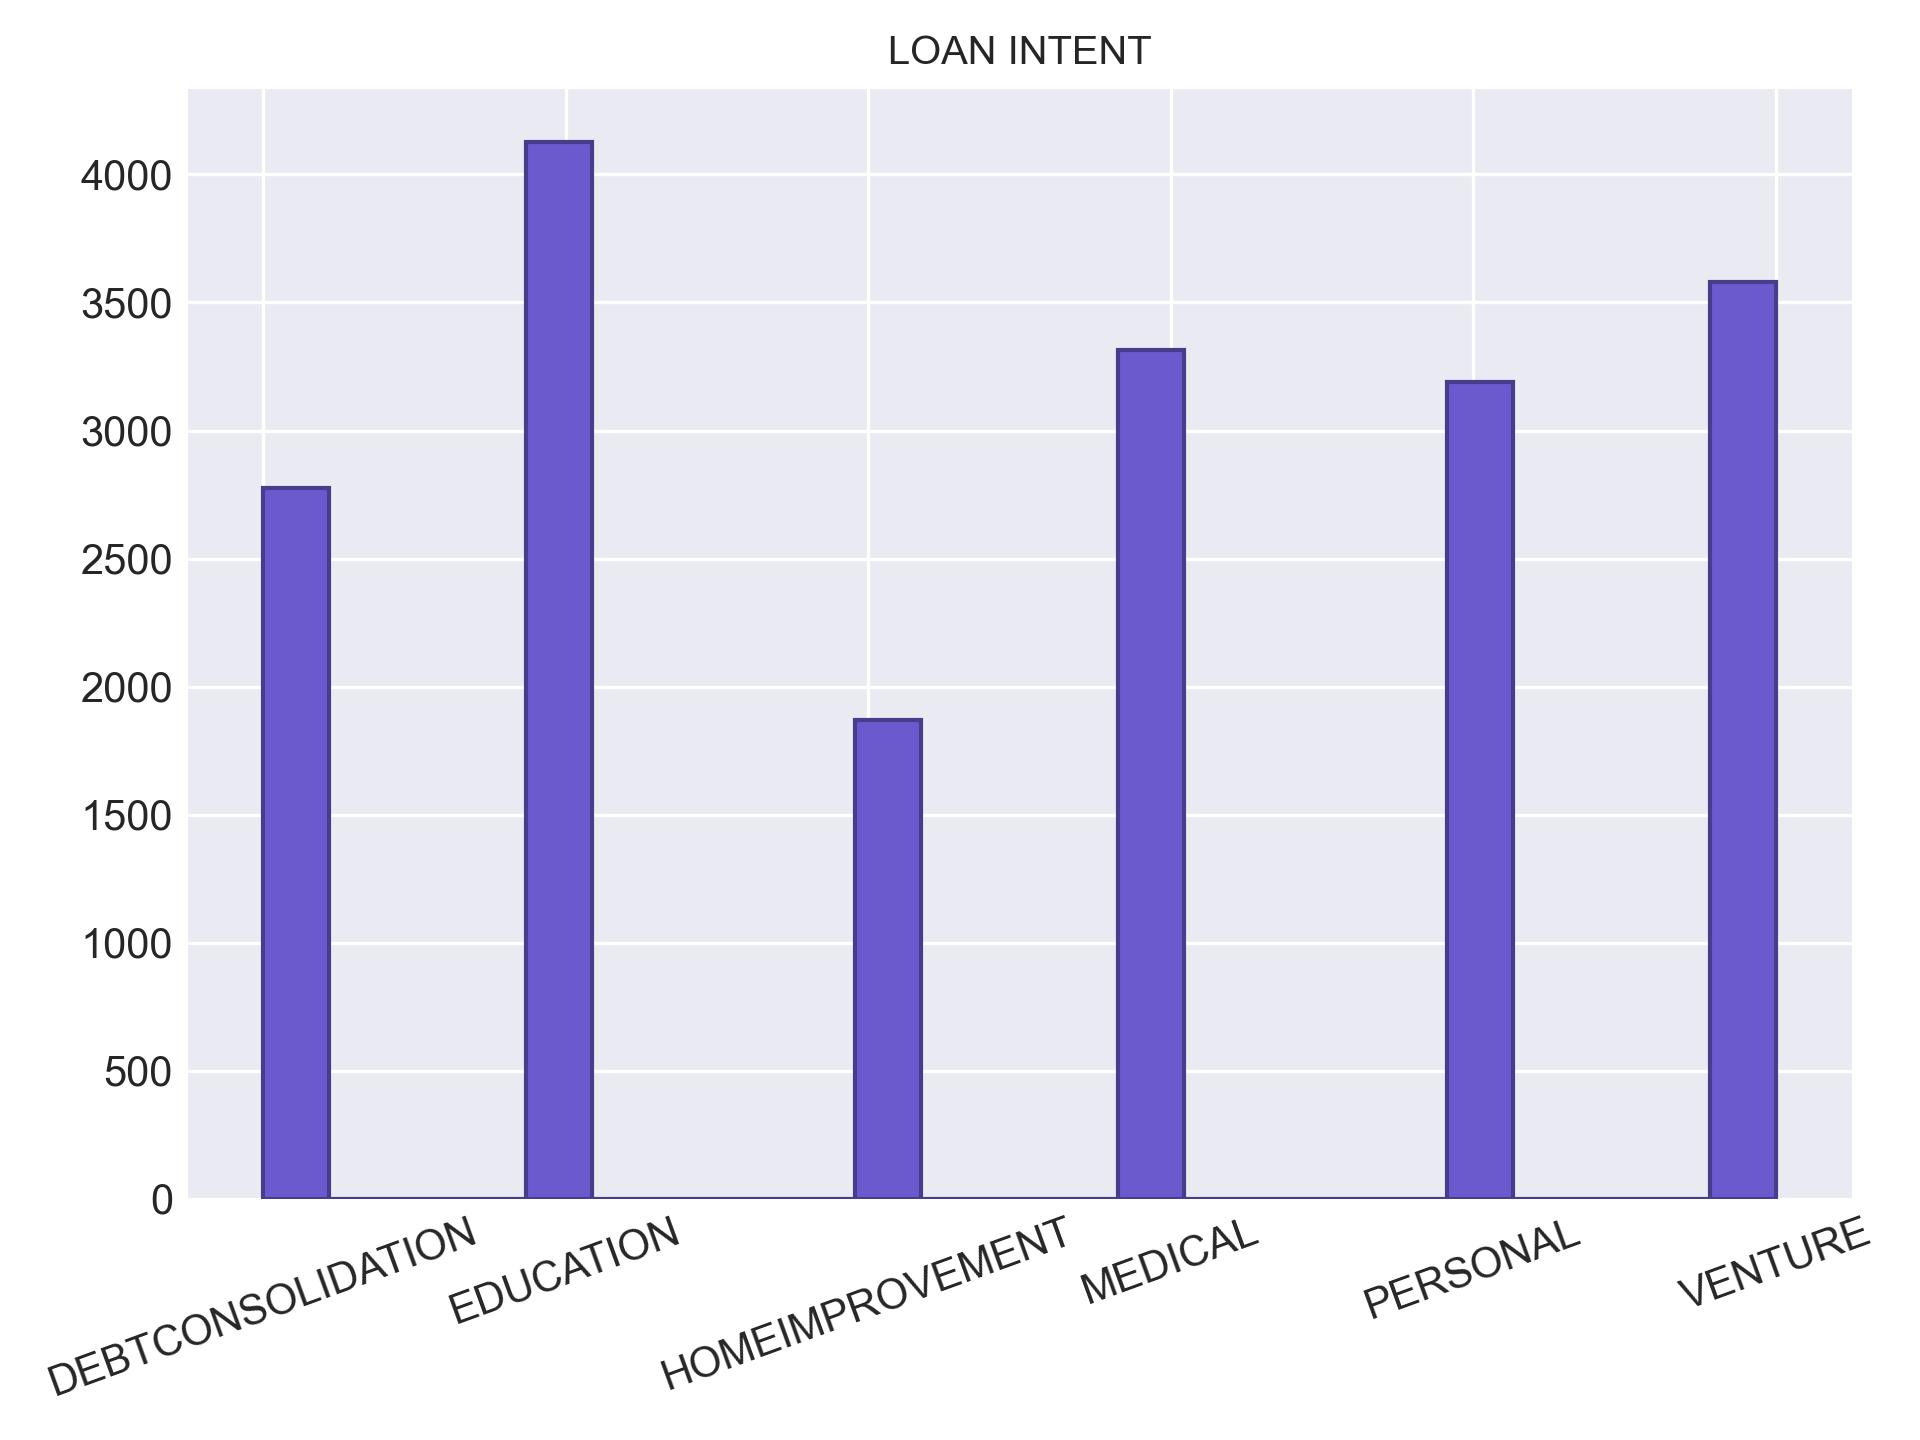 LOAN INTENT
4000
3500
3000
2500
2000
1500
1000
500
0
DEBTCONSOLIDATION
EDUCATION
HOMEIMPROVEMENT
MEDICAL
PERSONAL
VENTURE